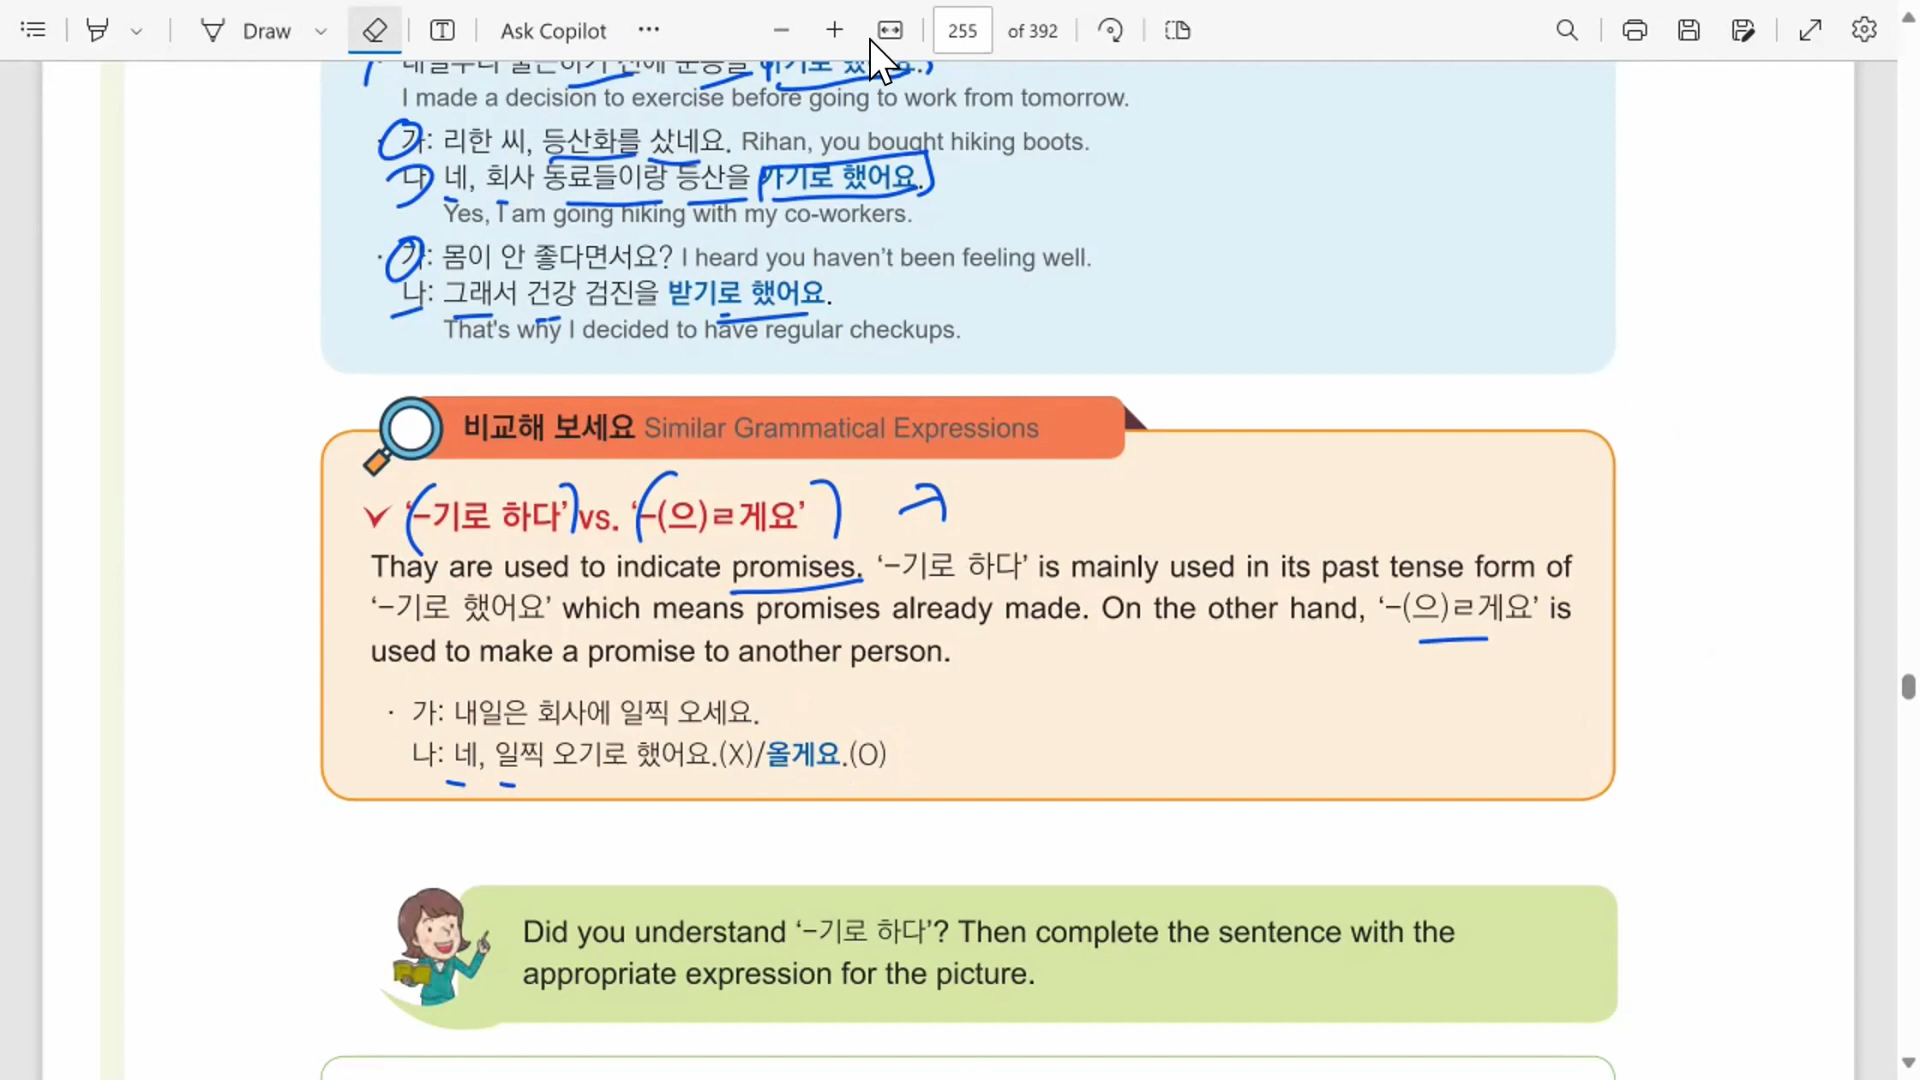 Draw
Ask Copilot
255 of 392
I made a decision to exercise before going to work from tomorrow.
· 가: 리한 씨, 등산화를 샀네요. Rihan, you bought hiking boots.
나: 네, 회사 동료들이랑 등산을 가기로 했어요.
Yes, I am going hiking with my co-workers.
· 가: 몸이 안 좋다면서요? I heard you haven't been feeling well.
나: 그래서 건강 검진을 받기로 했어요.
That's why I decided to have regular checkups.
비교해 보세요 Similar Grammatical Expressions
'-기로 하다' vs. '-(으)ㄹ게요'
Thay are used to indicate promises. '-기로 하다' is mainly used in its past tense form of
'-기로 했어요' which means promises already made. On the other hand, '-(으)ㄹ게요' is
used to make a promise to another person.
· 가: 내일은 회사에 일찍 오세요.
나: 네, 일찍 오기로 했어요.(X)/올게요.(O)
Did you understand '-기로 하다'? Then complete the sentence with the
appropriate expression for the picture.